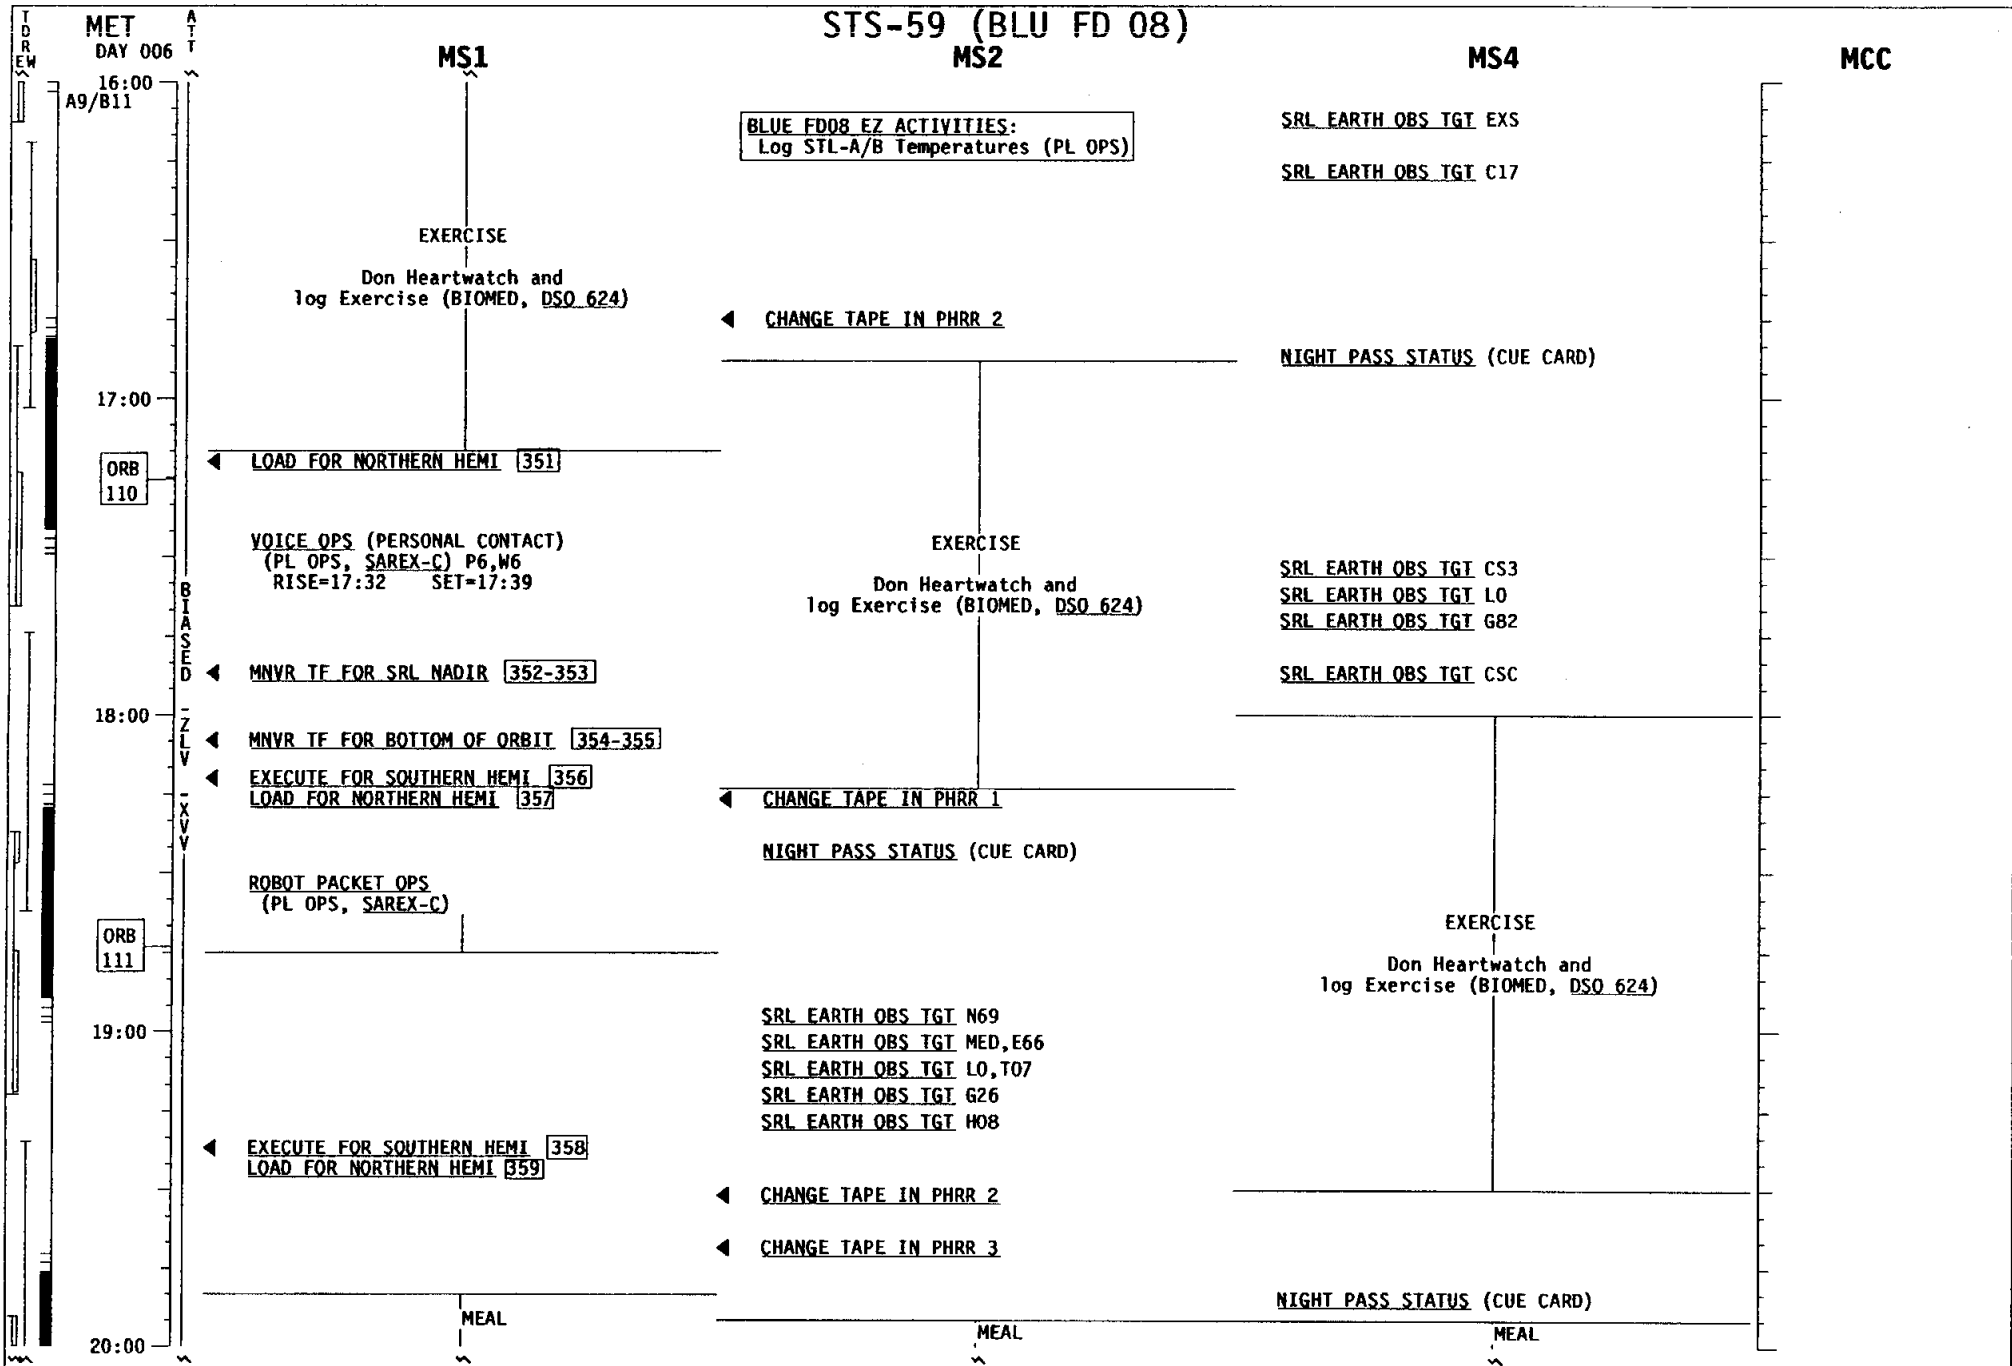 STS-59 (BLU FD 08)
TDREW
MET
DAY 006
ATT
MS1
MS2
MS4
MCC
16:00
A9/B11
17:00
ORB
110
18:00
ORB
111
19:00
20:00
BIASED -ZLV -XVV
EXERCISE
Don Heartwatch and
log Exercise (BIOMED, DSO 624)
LOAD FOR NORTHERN HEMI 351
VOICE OPS (PERSONAL CONTACT)
(PL OPS, SAREX-C) P6,W6
RISE=17:32 SET=17:39
MNVR TF FOR SRL NADIR 352-353
MNVR TF FOR BOTTOM OF ORBIT 354-355
EXECUTE FOR SOUTHERN HEMI 356
LOAD FOR NORTHERN HEMI 357
ROBOT PACKET OPS
(PL OPS, SAREX-C)
EXECUTE FOR SOUTHERN HEMI 358
LOAD FOR NORTHERN HEMI 359
MEAL
BLUE FD08 EZ ACTIVITIES:
Log STL-A/B Temperatures (PL OPS)
CHANGE TAPE IN PHRR 2
EXERCISE
Don Heartwatch and
log Exercise (BIOMED, DSO 624)
CHANGE TAPE IN PHRR 1
NIGHT PASS STATUS (CUE CARD)
SRL EARTH OBS TGT N69
SRL EARTH OBS TGT MED,E66
SRL EARTH OBS TGT LO,T07
SRL EARTH OBS TGT G26
SRL EARTH OBS TGT H08
CHANGE TAPE IN PHRR 2
CHANGE TAPE IN PHRR 3
MEAL
SRL EARTH OBS TGT EXS
SRL EARTH OBS TGT C17
NIGHT PASS STATUS (CUE CARD)
SRL EARTH OBS TGT CS3
SRL EARTH OBS TGT LO
SRL EARTH OBS TGT G82
SRL EARTH OBS TGT CSC
EXERCISE
Don Heartwatch and
log Exercise (BIOMED, DSO 624)
NIGHT PASS STATUS (CUE CARD)
MEAL